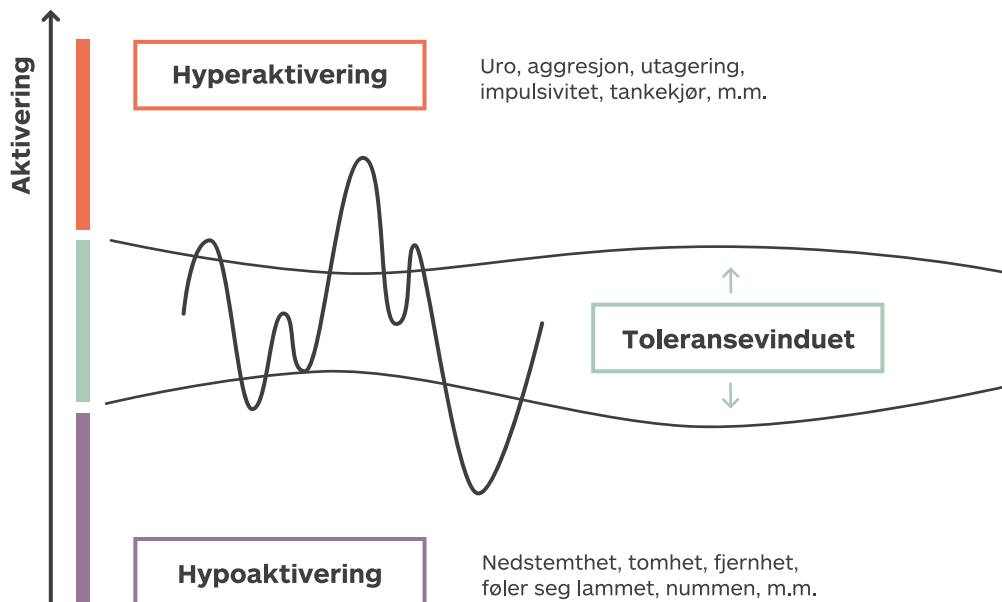 Aktivering
Hyperaktivering
Uro, aggresjon, utagering,
impulsivitet, tankekjør, m.m.
Toleransevinduet
Hypoaktivering
Nedstemthet, tomhet, fjernhet,
føler seg lammet, nummen, m.m.